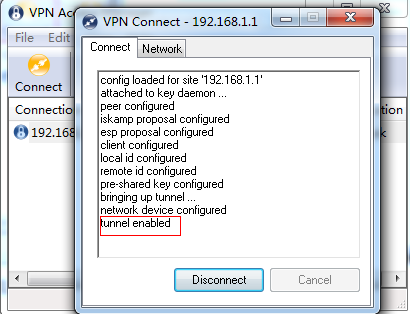 VPN Acc
VPN Connect - 192.168.1.1
File
Edit
Connect
Network
Connect
Connection
tion
192.168
k
config loaded for site '192.168.1.1'
attached to key daemon ...
peer configured
iskamp proposal configured
esp proposal configured
client configured
local id configured
remote id configured
pre-shared key configured
bringing up tunnel ...
network device configured
tunnel enabled
Disconnect
Cancel